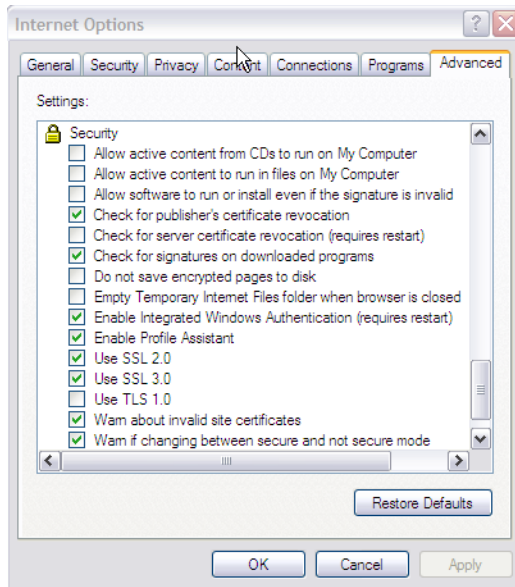 Internet Options
General Security Privacy Content Connections Programs Advanced
Settings:
Security
Allow active content from CDs to run on My Computer
Allow active content to run in files on My Computer
Allow software to run or install even if the signature is invalid
Check for publisher's certificate revocation
Check for server certificate revocation (requires restart)
Check for signatures on downloaded programs
Do not save encrypted pages to disk
Empty Temporary Internet Files folder when browser is closed
Enable Integrated Windows Authentication (requires restart)
Enable Profile Assistant
Use SSL 2.0
Use SSL 3.0
Use TLS 1.0
Warn about invalid site certificates
Warn if changing between secure and not secure mode
Restore Defaults
OK Cancel Apply